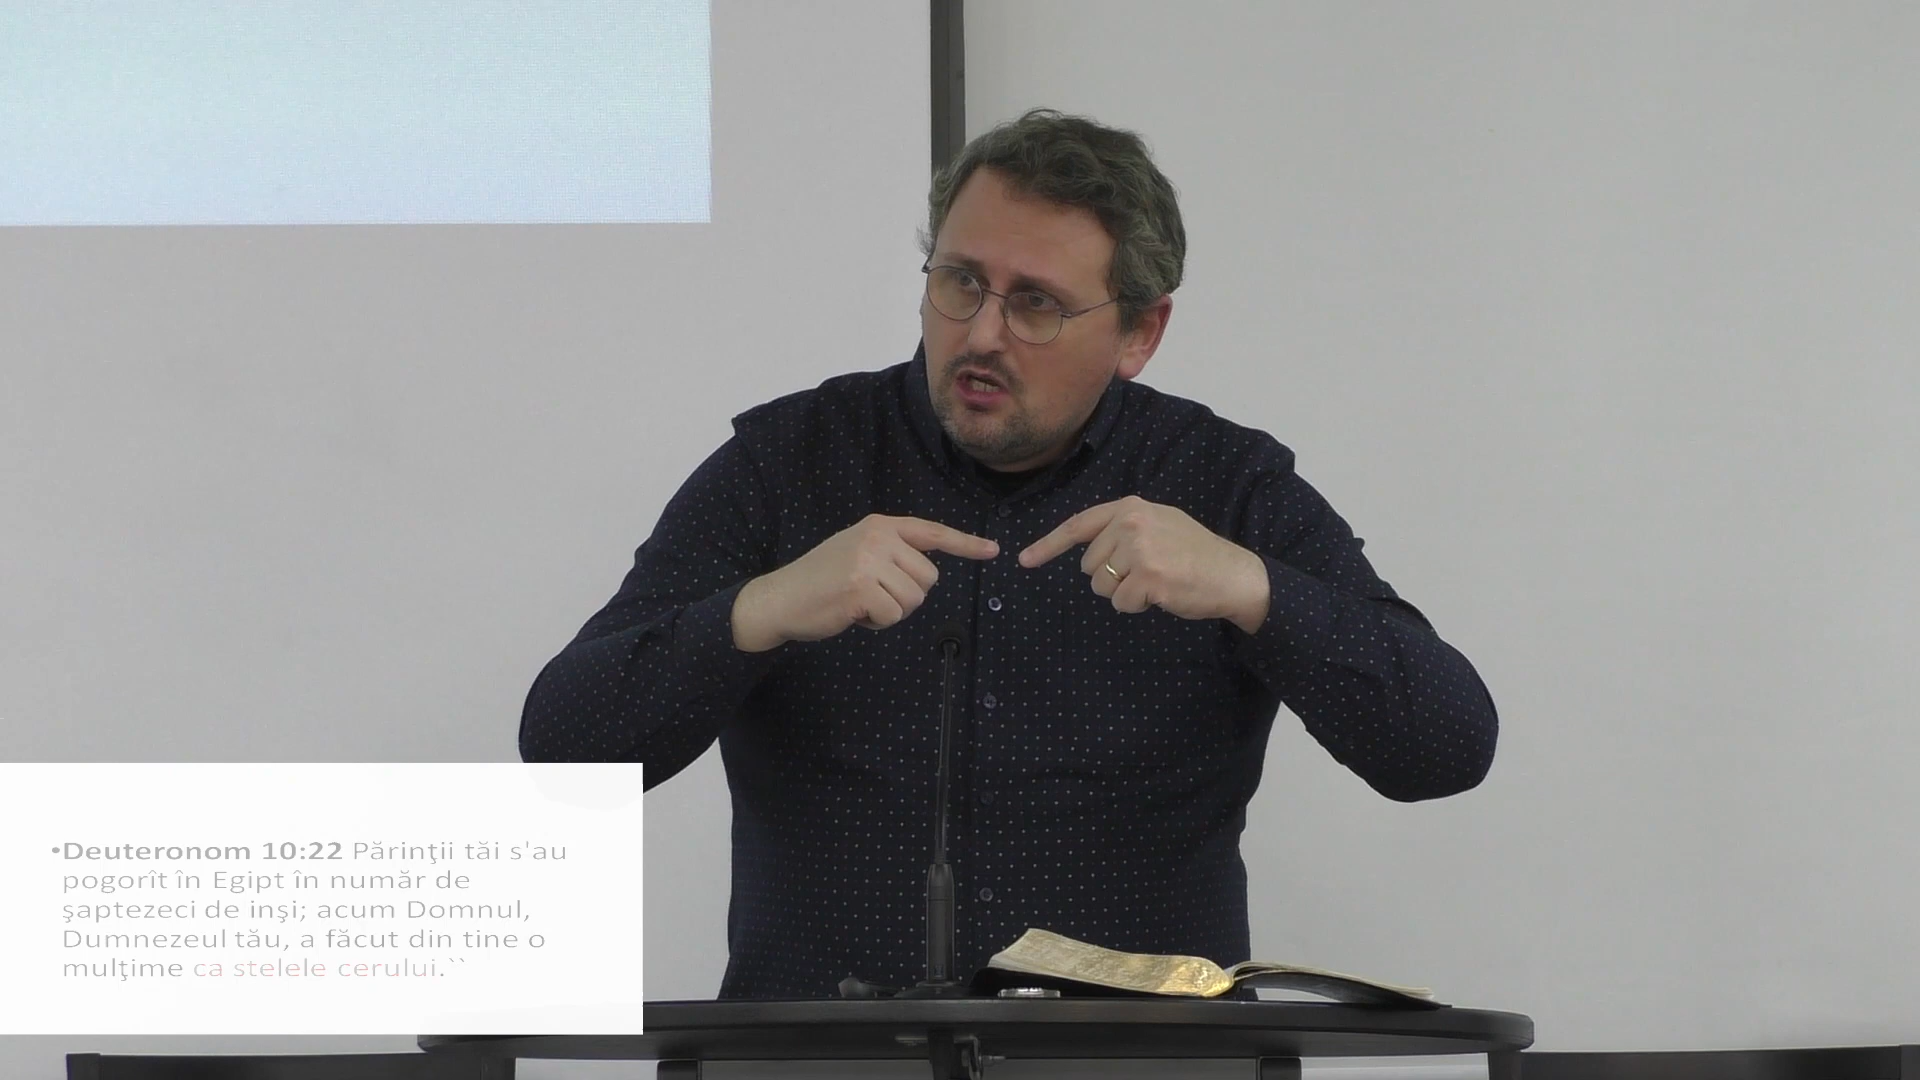 •Deuteronom 10:22 Părinţii tăi s'au
pogorît în Egipt în număr de
şaptezeci de inşi; acum Domnul,
Dumnezeul tău, a făcut din tine o
mulţime ca stelele cerului.``